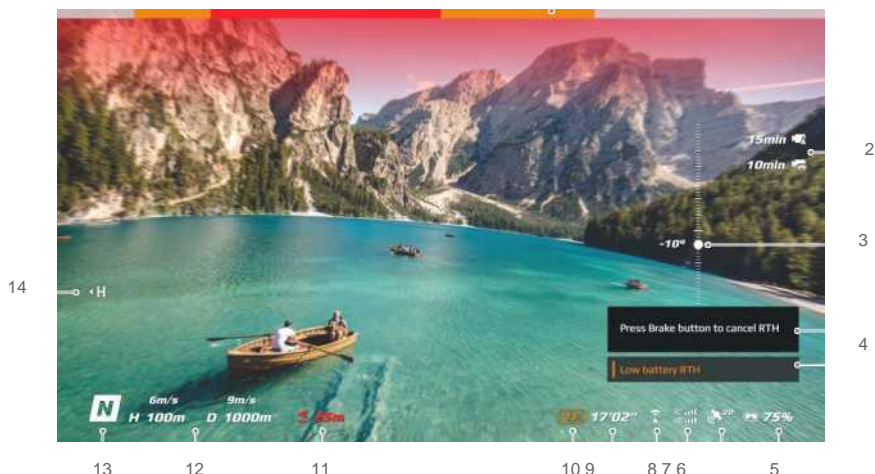 15min
2
10min
-10°
3
14
H
Press Brake button to cancel RTH
4
Low battery RTH
6m/s 9m/s
N H 100m D 1000m 17'02" 20 75%
13 12 11 10 9 8 7 6 5